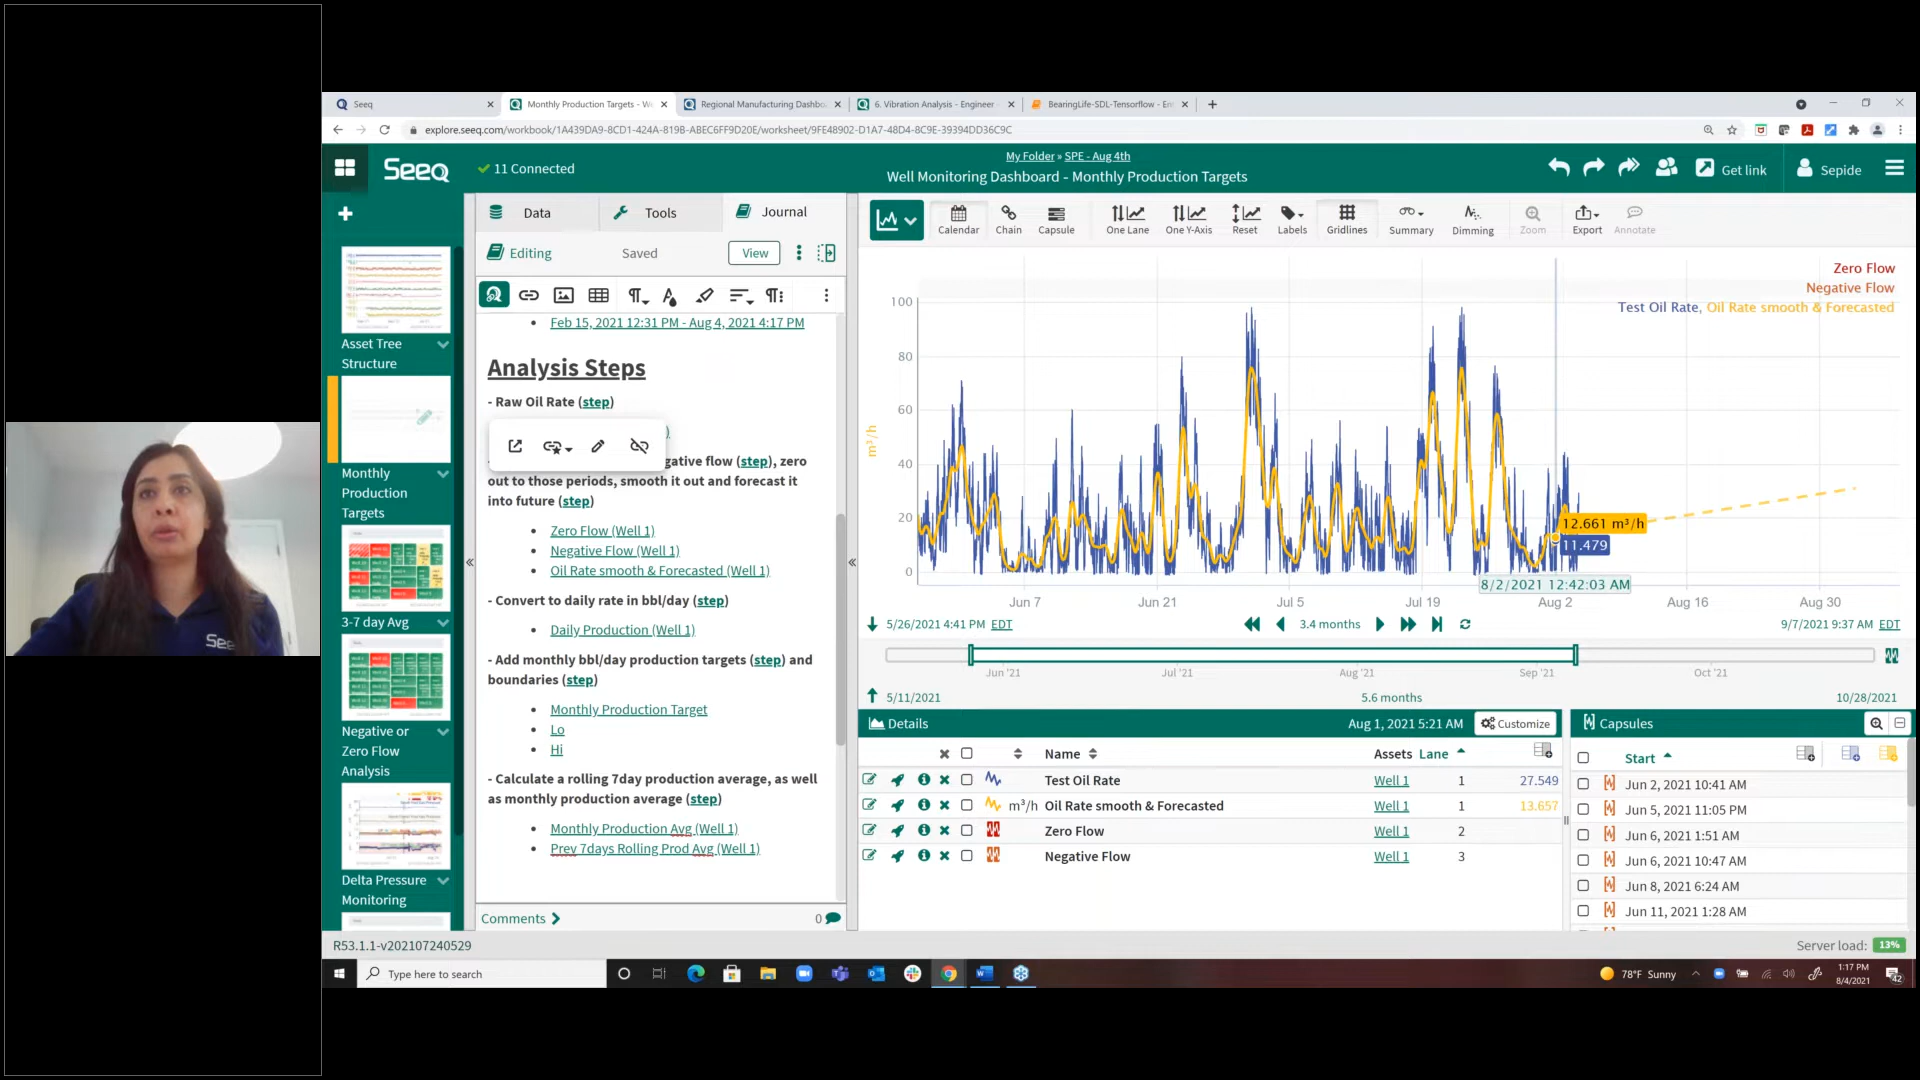 Seeq
Monthly Production Targets - We
Regional Manufacturing Dashbo
6. Vibration Analysis - Engineer
BearingLife-SDL-Tensorflow - En
explore.seeq.com/workbook/1A439DA9-8CD1-424A-819B-ABEC6FF9D20E/worksheet/9FE48902-D1A7-48D4-8C9E-39394DD36C9C
Seeq
11 Connected
My Folder » SPE - Aug 4th
Well Monitoring Dashboard - Monthly Production Targets
Get link
Sepide
Data
Tools
Journal
Editing
Saved
View
Calendar
Chain
Capsule
One Lane
One Y-Axis
Reset
Labels
Gridlines
Summary
Dimming
Zoom
Export
Annotate
Asset Tree
Structure
Monthly
Production
Targets
3-7 day Avg
Negative or
Zero Flow
Analysis
Delta Pressure
Monitoring
Feb 15, 2021 12:31 PM - Aug 4, 2021 4:17 PM
Analysis Steps
- Raw Oil Rate (step)
gative flow (step), zero
out to those periods, smooth it out and forecast it
into future (step)
Zero Flow (Well 1)
Negative Flow (Well 1)
Oil Rate smooth & Forecasted (Well 1)
- Convert to daily rate in bbl/day (step)
Daily Production (Well 1)
- Add monthly bbl/day production targets (step) and
boundaries (step)
Monthly Production Target
Lo
Hi
- Calculate a rolling 7day production average, as well
as monthly production average (step)
Monthly Production Avg (Well 1)
Prev 7days Rolling Prod Avg (Well 1)
Comments
0
Zero Flow
Negative Flow
Test Oil Rate, Oil Rate smooth & Forecasted
100
80
60
40
20
0
m³/h
12.661 m³/h
11.479
8/2/2021 12:42:03 AM
Jun 7
Jun 21
Jul 5
Jul 19
Aug 2
Aug 16
Aug 30
5/26/2021 4:41 PM EDT
3.4 months
9/7/2021 9:37 AM EDT
Jun '21
Jul '21
Aug '21
Sep '21
Oct '21
5/11/2021
5.6 months
10/28/2021
Details
Aug 1, 2021 5:21 AM
Customize
Name
Assets
Lane
Test Oil Rate Well 1 1 27.549
m³/h Oil Rate smooth & Forecasted Well 1 1 13.657
Zero Flow Well 1 2
Negative Flow Well 1 3
Capsules
Start
Jun 2, 2021 10:41 AM
Jun 5, 2021 11:05 PM
Jun 6, 2021 1:51 AM
Jun 6, 2021 10:47 AM
Jun 8, 2021 6:24 AM
Jun 11, 2021 1:28 AM
R53.1.1-v202107240529
Server load: 13%
Type here to search
78°F Sunny
1:17 PM
8/4/2021
42
See